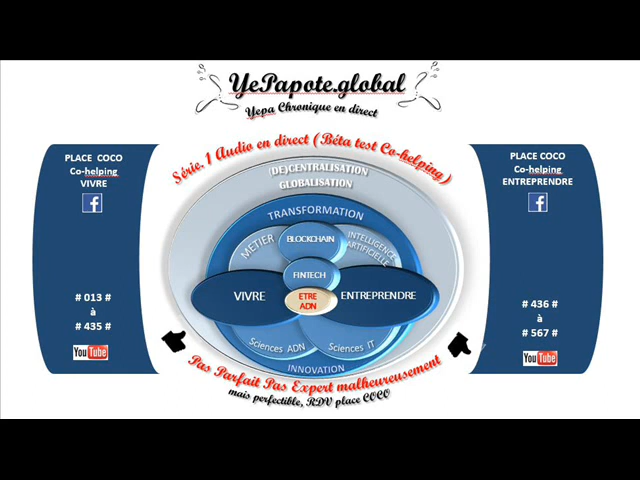 YePapote.global
Yepa Chronique en direct
Série, 1 Audio en direct (Béta test Co-helping)
(DE)CENTRALISATION
GLOBALISATION
TRANSFORMATION
METIER
BLOCKCHAIN
INTELLIGENCE
ARTIFICIELLE
FINTECH
VIVRE
ETRE
ADN
ENTREPRENDRE
Sciences ADN
Sciences IT
INNOVATION
Pas Parfait Pas Expert malheureusement
mais perfectible, RDV place COCO
PLACE COCO
Co-helping
VIVRE
f
# 013 #
à
# 435 #
YouTube
PLACE COCO
Co-helping
ENTREPRENDRE
f
# 436 #
à
# 567 #
YouTube